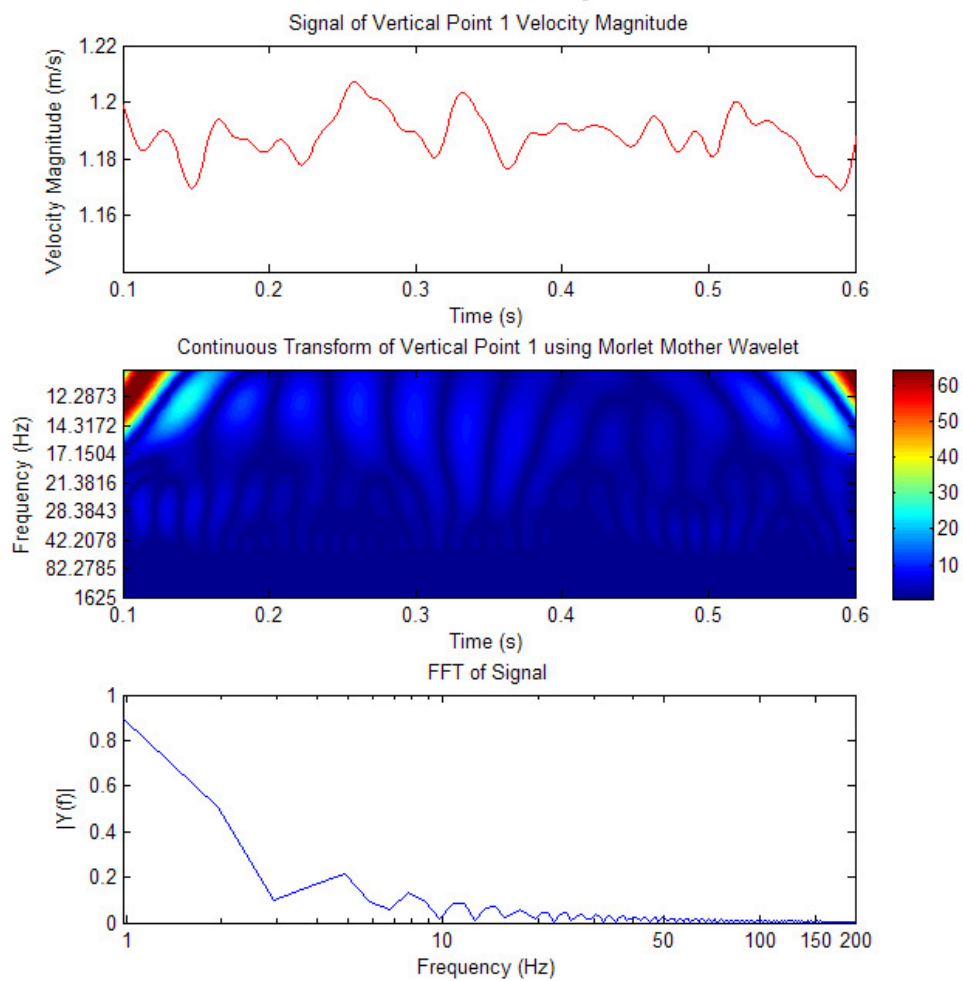 Signal of Vertical Point 1 Velocity Magnitude
1.22
1.2
1.18
1.16
Velocity Magnitude (m/s)
0.1 0.2 0.3 0.4 0.5 0.6
Time (s)
Continuous Transform of Vertical Point 1 using Morlet Mother Wavelet
12.2873
14.3172
17.1504
21.3816
28.3843
42.2078
82.2785
1625
Frequency (Hz)
0.1 0.2 0.3 0.4 0.5 0.6
Time (s)
60
50
40
30
20
10
FFT of Signal
1
0.8
0.6
0.4
0.2
0
|Y(f)|
1 10 50 100 150 200
Frequency (Hz)